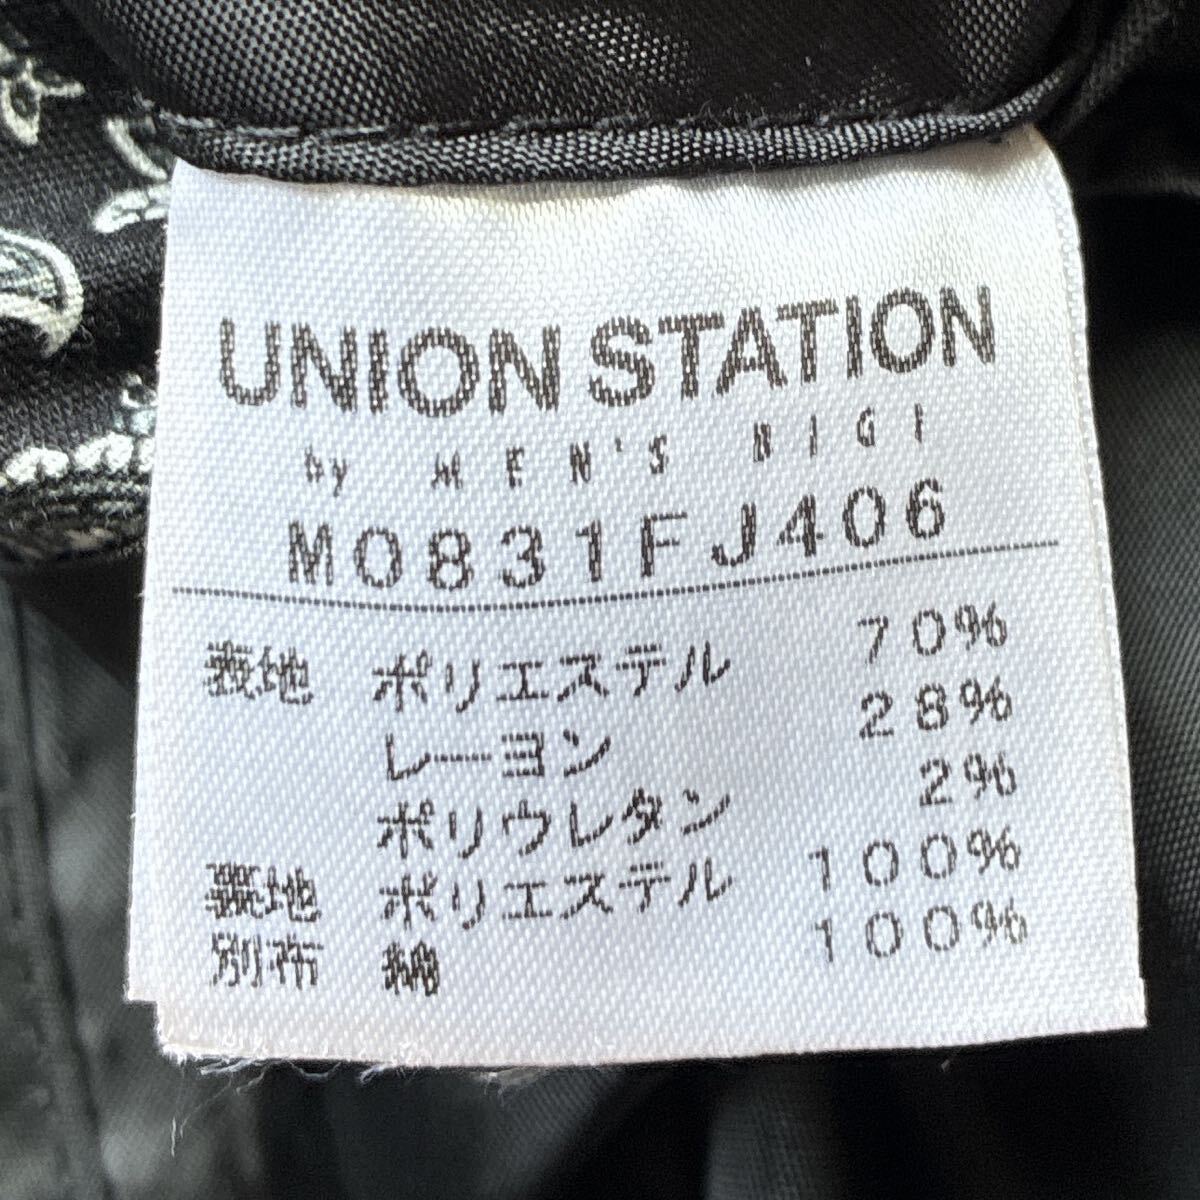 UNION STATION
by MEN'S BIGI
M0831FJ406
表地 ポリエステル 70%
レーヨン 28%
ポリウレタン 2%
裏地 ポリエステル 100%
別布 綿 100%